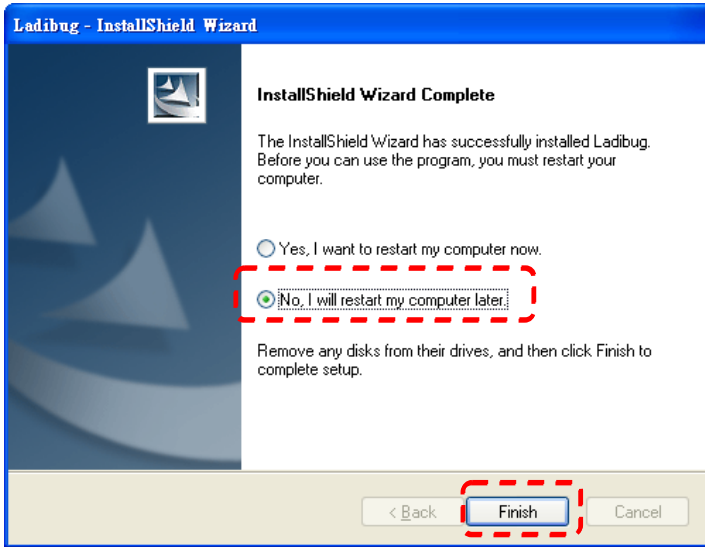 Ladibug - InstallShield Wizard
InstallShield Wizard Complete
The InstallShield Wizard has successfully installed Ladibug.
Before you can use the program, you must restart your
computer.
Yes, I want to restart my computer now.
No, I will restart my computer later.
Remove any disks from their drives, and then click Finish to
complete setup.
< Back Finish Cancel